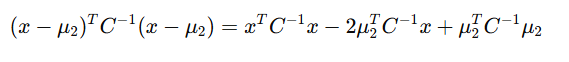 (x − μ₂)ᵀC⁻¹(x − μ₂) = xᵀC⁻¹x − 2μ₂ᵀC⁻¹x + μ₂ᵀC⁻¹μ₂